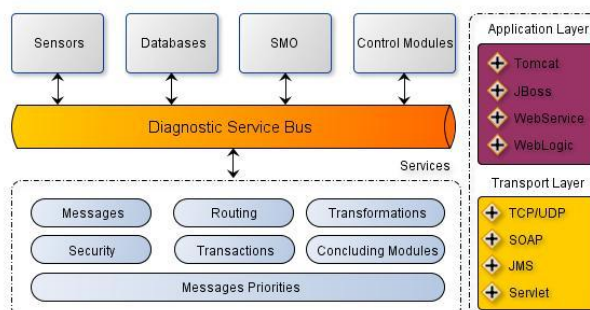 Sensors
Databases
SMO
Control Modules
Diagnostic Service Bus
Services
Messages
Routing
Transformations
Security
Transactions
Concluding Modules
Messages Priorities
Application Layer
Tomcat
JBoss
WebService
WebLogic
Transport Layer
TCP/UDP
SOAP
JMS
Servlet